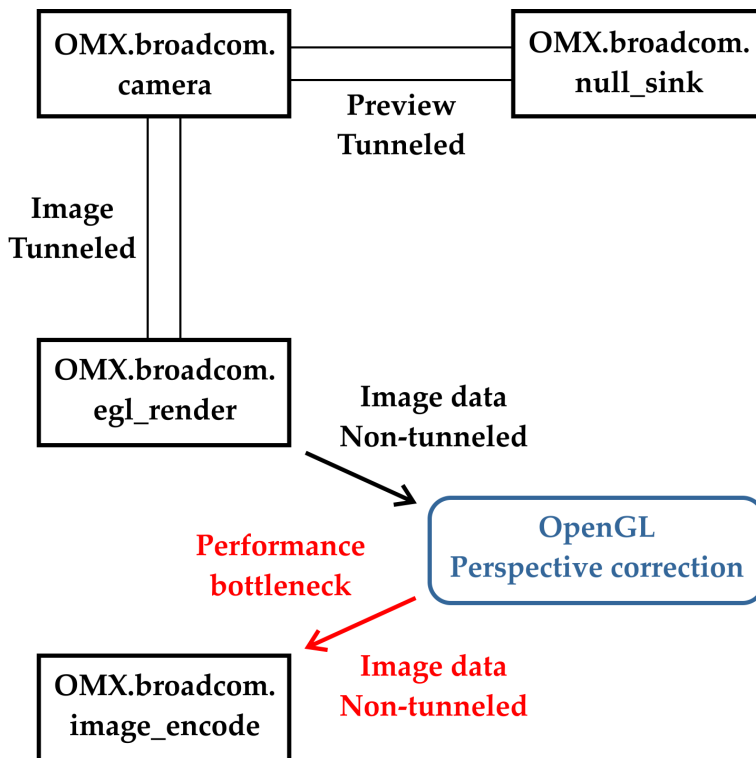 OMX.broadcom.
camera
OMX.broadcom.
null_sink
Preview
Tunneled
Image
Tunneled
OMX.broadcom.
egl_render
Image data
Non-tunneled
OpenGL
Perspective correction
Performance
bottleneck
Image data
Non-tunneled
OMX.broadcom.
image_encode